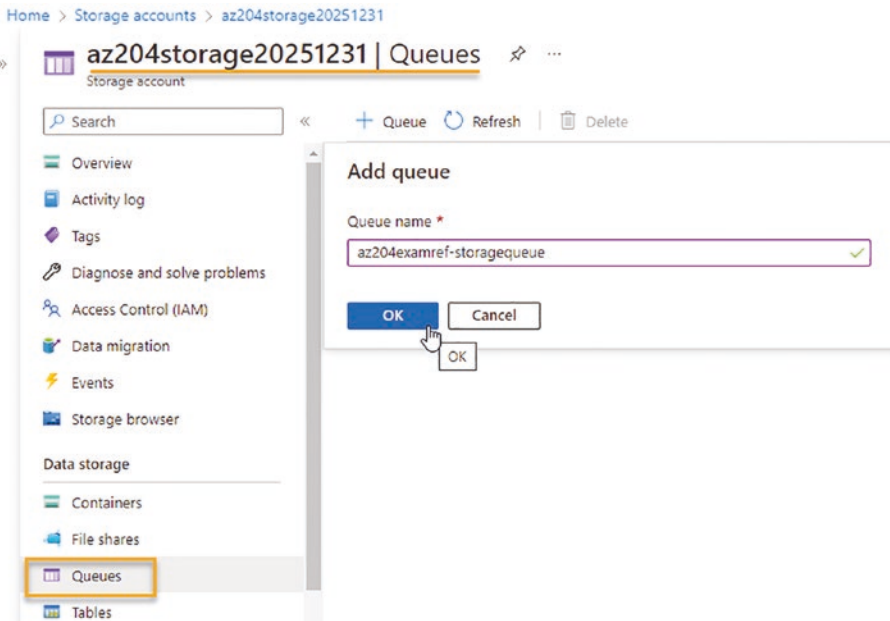 Home > Storage accounts > az204storage20251231
az204storage20251231 | Queues
Storage account
Search
+ Queue Refresh Delete
Overview
Activity log
Tags
Diagnose and solve problems
Access Control (IAM)
Data migration
Events
Storage browser
Data storage
Containers
File shares
Queues
Tables
Add queue
Queue name *
az204examref-storagequeue
OK Cancel
OK